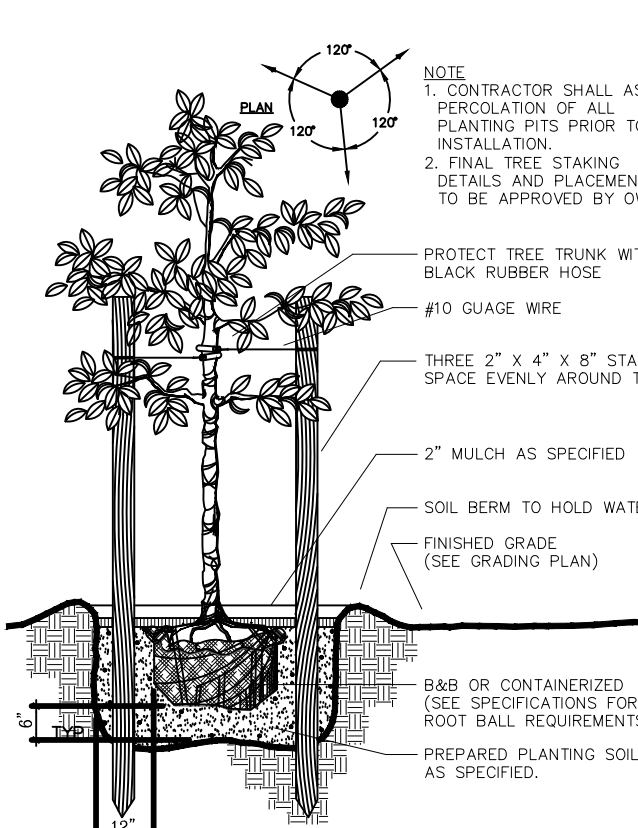 120°
PLAN
120°
120°
NOTE
1. CONTRACTOR SHALL AS
PERCOLATION OF ALL
PLANTING PITS PRIOR TO
INSTALLATION.
2. FINAL TREE STAKING
DETAILS AND PLACEMEN
TO BE APPROVED BY OW
PROTECT TREE TRUNK WIT
BLACK RUBBER HOSE
#10 GUAGE WIRE
THREE 2" X 4" X 8" STA
SPACE EVENLY AROUND T
2" MULCH AS SPECIFIED
SOIL BERM TO HOLD WATE
FINISHED GRADE
(SEE GRADING PLAN)
B&B OR CONTAINERIZED
(SEE SPECIFICATIONS FOR
ROOT BALL REQUIREMENTS
PREPARED PLANTING SOIL
AS SPECIFIED.
6"
TYP.
12"